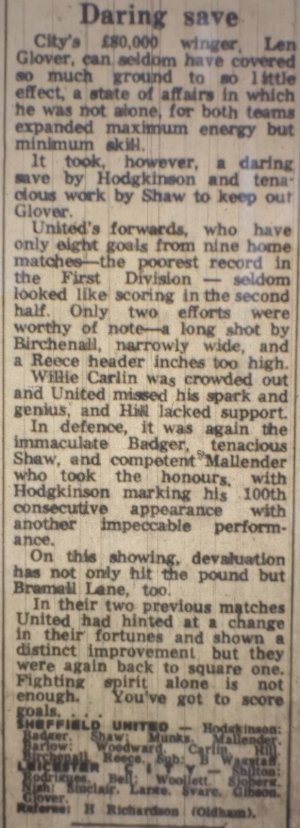 Daring save
City's £80,000 winger, Len
Glover, can seldom have covered
so much ground to so little
effect, a state of affairs in which
he was not alone, for both teams
expanded maximum energy but
minimum skill.
It took, however, a daring
save by Hodgkinson and tena-
cious work by Shaw to keep out
Glover.
United's forwards, who have
only eight goals from nine home
matches—the poorest record in
the First Division — seldom
looked like scoring in the second
half. Only two efforts were
worthy of note—a long shot by
Birchenall, narrowly wide, and
a Reece header inches too high.
Willie Carlin was crowded out
and United missed his spark and
genius, and Hill lacked support.
In defence, it was again the
immaculate Badger, tenacious
Shaw, and competent Mallender
who took the honours, with
Hodgkinson marking his 100th
consecutive appearance with
another impeccable perform-
ance.
On this showing, devaluation
has not only hit the pound but
Bramall Lane, too.
In their two previous matches
United had hinted at a change
in their fortunes and shown a
distinct improvement but they
were again back to square one.
Fighting spirit alone is not
enough. You've got to score
goals. . . .
SHEFFIELD UNITED — Hodgkinson;
Badger, Shaw; Munks, Mallender,
Barlow; Woodward, Carlin, Hill,
Birchenall, Reece. Sub: B Wagstaff.
LEICESTER CITY — Shilton;
Rodrigues, Bell; Woollett, Sjoberg,
Nish; Sinclair, Large, Svarc, Gibson,
Glover.
Referee: H Richardson (Oldham).